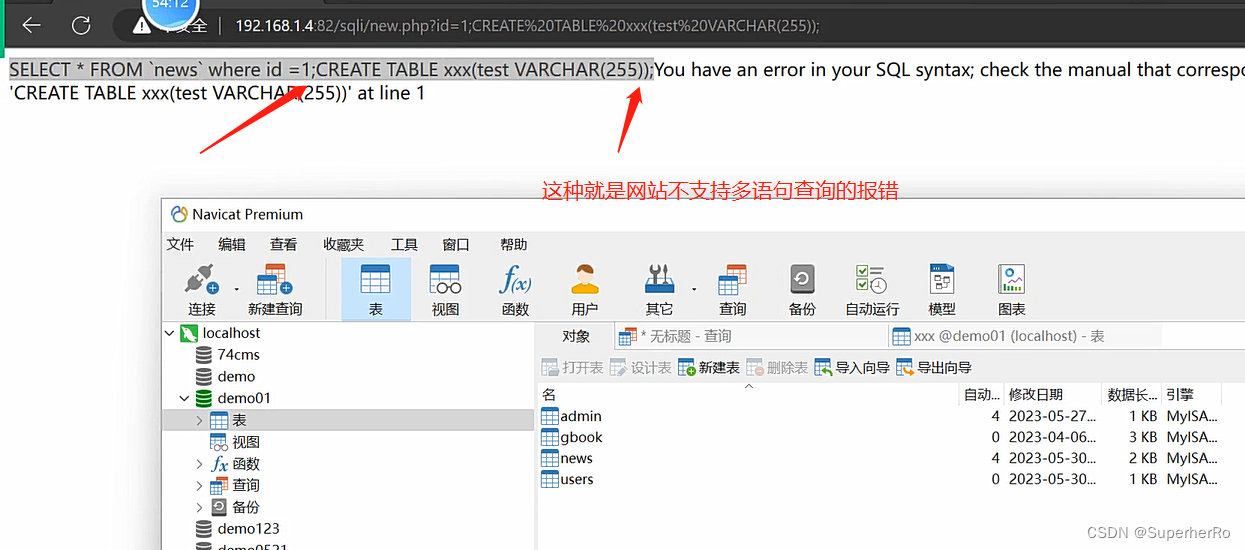 54:12
不安全
192.168.1.4:82/sqli/new.php?id=1;CREATE%20TABLE%20xxx(test%20VARCHAR(255));
SELECT * FROM `news` where id =1;CREATE TABLE xxx(test VARCHAR(255));You have an error in your SQL syntax; check the manual that correspo
'CREATE TABLE xxx(test VARCHAR(255))' at line 1
这种就是网站不支持多语句查询的报错
Navicat Premium
文件 编辑 查看 收藏夹 工具 窗口 帮助
连接 新建查询 表 视图 函数 用户 其它 查询 备份 自动运行 模型 图表
localhost
74cms
demo
demo01
表
视图
函数
查询
备份
demo123
demo0521
对象 * 无标题 - 查询 xxx @demo01 (localhost) - 表
打开表 设计表 新建表 删除表 导入向导 导出向导
名 自动... 修改日期 数据长... 引擎
admin 4 2023-05-27... 1 KB MyISA...
gbook 0 2023-04-06... 3 KB MyISA...
news 4 2023-05-30... 2 KB MyISA...
users 0 2023-05-30... 1 KB MyISA...
CSDN @SuperherRo